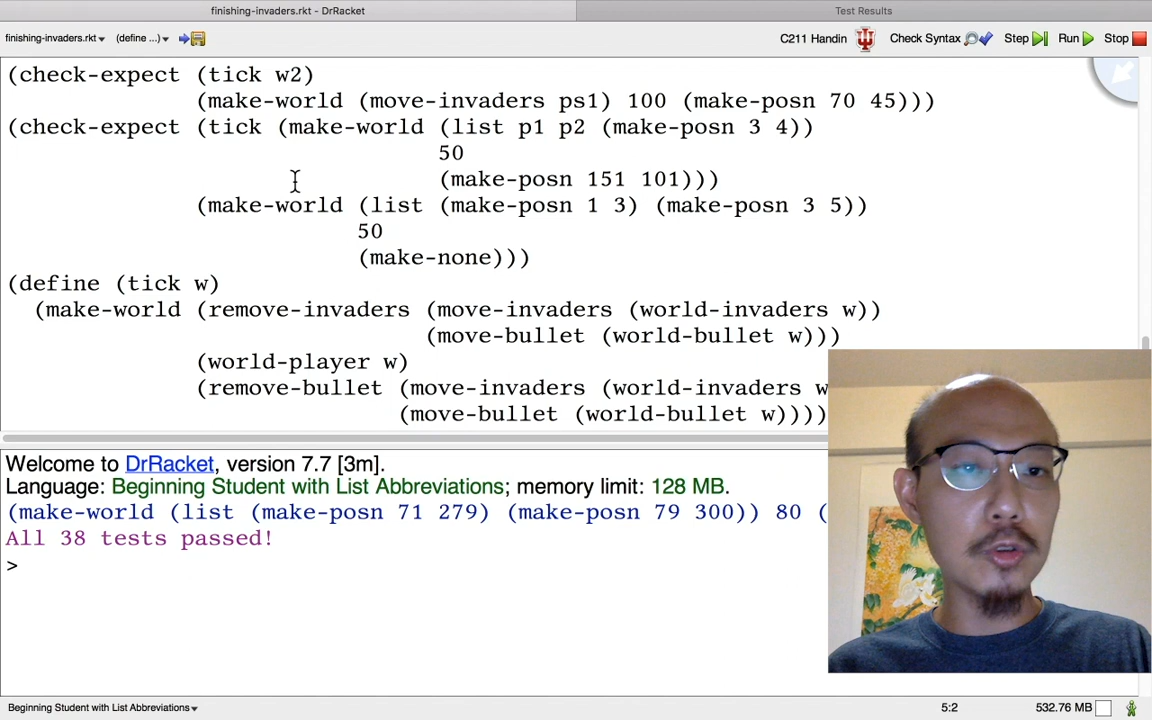 finishing-invaders.rkt - DrRacket
Test Results
finishing-invaders.rkt (define ...) C211 Handin Check Syntax Step Run Stop
(check-expect (tick w2)
(make-world (move-invaders ps1) 100 (make-posn 70 45)))
(check-expect (tick (make-world (list p1 p2 (make-posn 3 4))
50
(make-posn 151 101)))
(make-world (list (make-posn 1 3) (make-posn 3 5))
50
(make-none)))
(define (tick w)
(make-world (remove-invaders (move-invaders (world-invaders w))
(move-bullet (world-bullet w)))
(world-player w)
(remove-bullet (move-invaders (world-invaders w
(move-bullet (world-bullet w))))
Welcome to DrRacket, version 7.7 [3m].
Language: Beginning Student with List Abbreviations; memory limit: 128 MB.
(make-world (list (make-posn 71 279) (make-posn 79 300)) 80 (
All 38 tests passed!
>
Beginning Student with List Abbreviations 5:2 532.76 MB